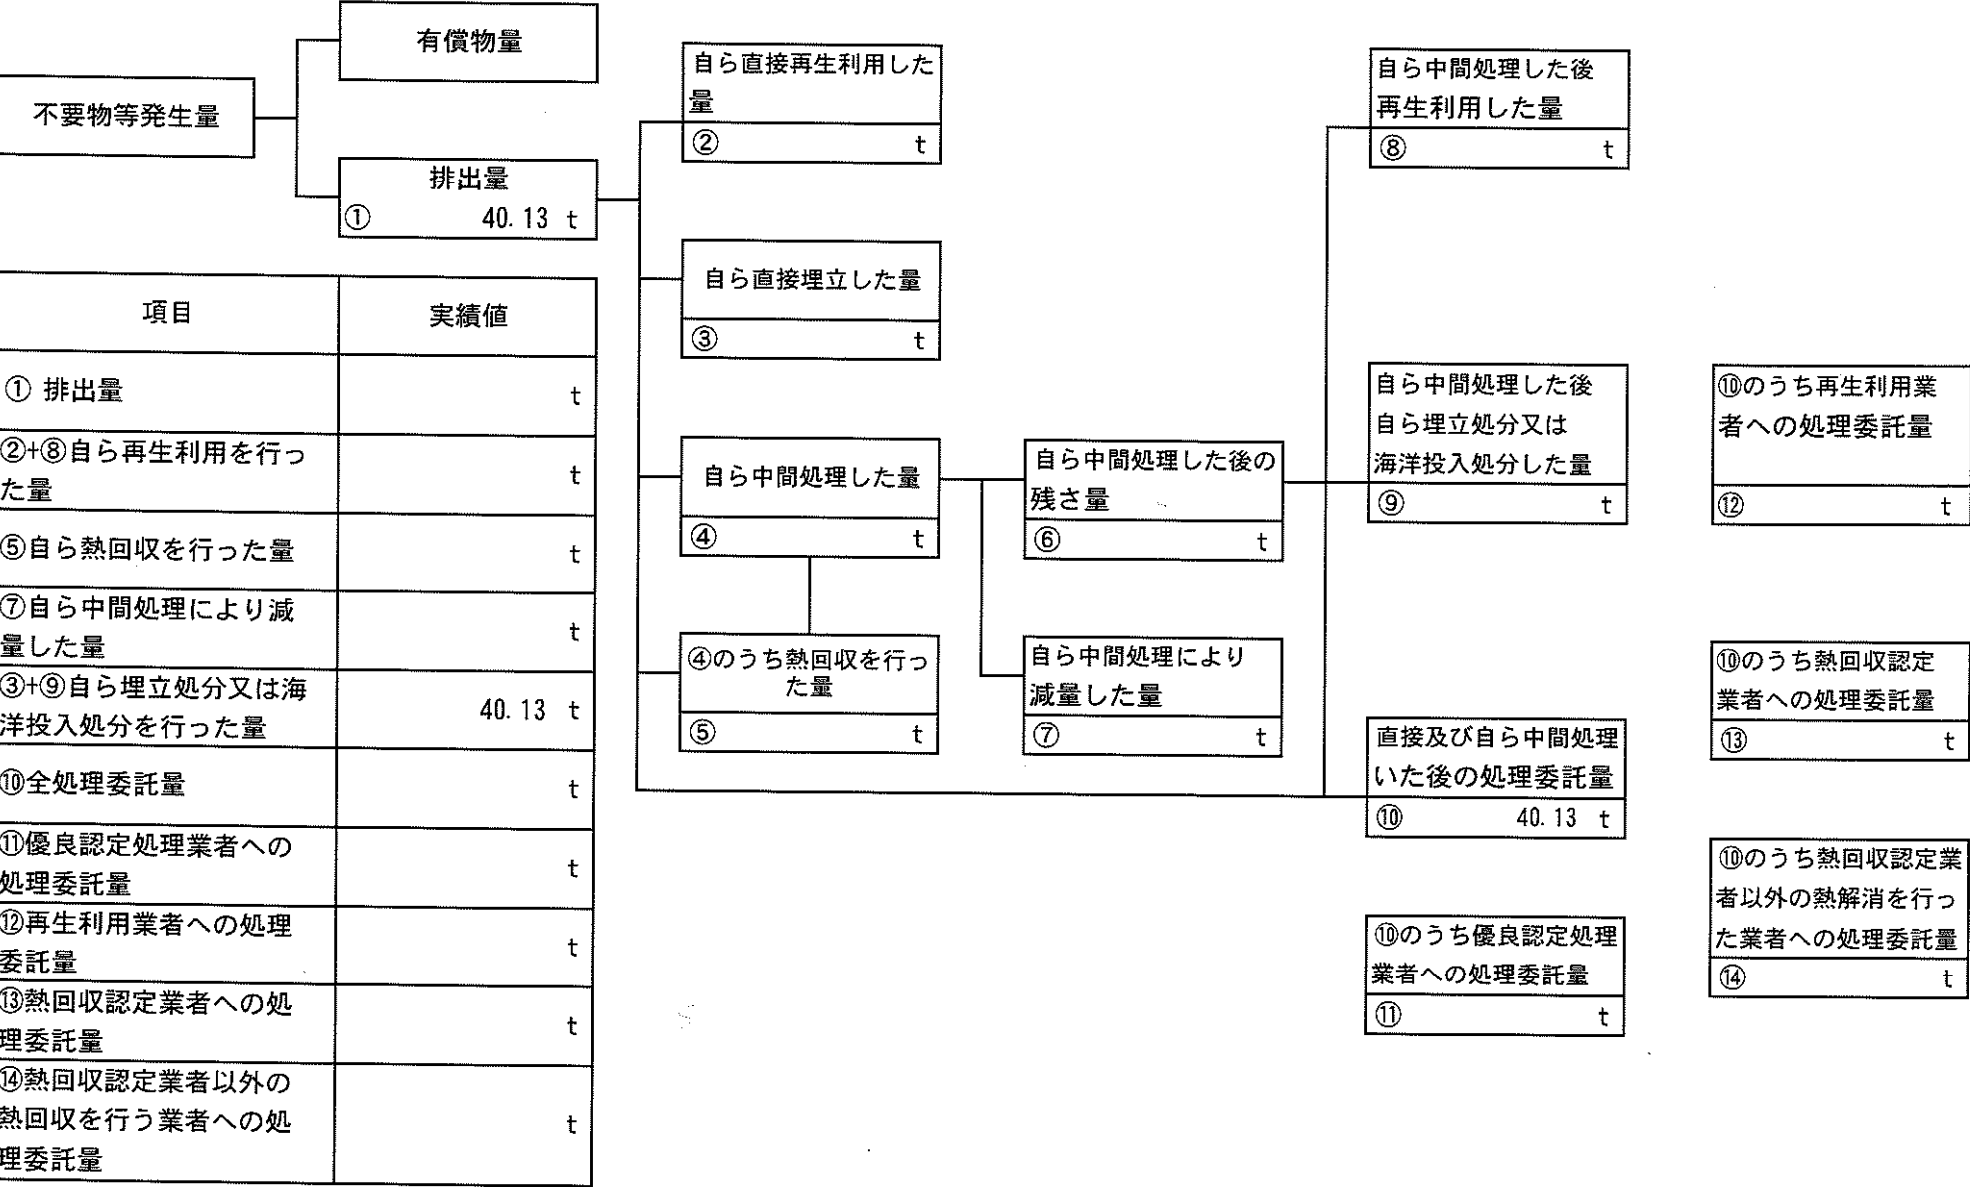 有償物量
不要物等発生量
排出量
① 40.13 t
自ら直接再生利用した
量
② t
自ら直接埋立した量
③ t
自ら中間処理した量
④ t
④のうち熱回収を行っ
た量
⑤ t
自ら中間処理した後の
残さ量
⑥ t
自ら中間処理により
減量した量
⑦ t
自ら中間処理した後
再生利用した量
⑧ t
自ら中間処理した後
自ら埋立処分又は
海洋投入処分した量
⑨ t
直接及び自ら中間処理
いた後の処理委託量
⑩ 40.13 t
⑩のうち優良認定処理
業者への処理委託量
⑪ t
⑩のうち再生利用業
者への処理委託量
⑫ t
⑩のうち熱回収認定
業者への処理委託量
⑬ t
⑩のうち熱回収認定業
者以外の熱解消を行っ
た業者への処理委託量
⑭ t
項目 実績値
① 排出量 t
②+⑧自ら再生利用を行っ
た量 t
⑤自ら熱回収を行った量 t
⑦自ら中間処理により減
量した量 t
③+⑨自ら埋立処分又は海
洋投入処分を行った量 40.13 t
⑩全処理委託量 t
⑪優良認定処理業者への
処理委託量 t
⑫再生利用業者への処理
委託量 t
⑬熱回収認定業者への処
理委託量 t
⑭熱回収認定業者以外の
熱回収を行う業者への処
理委託量 t